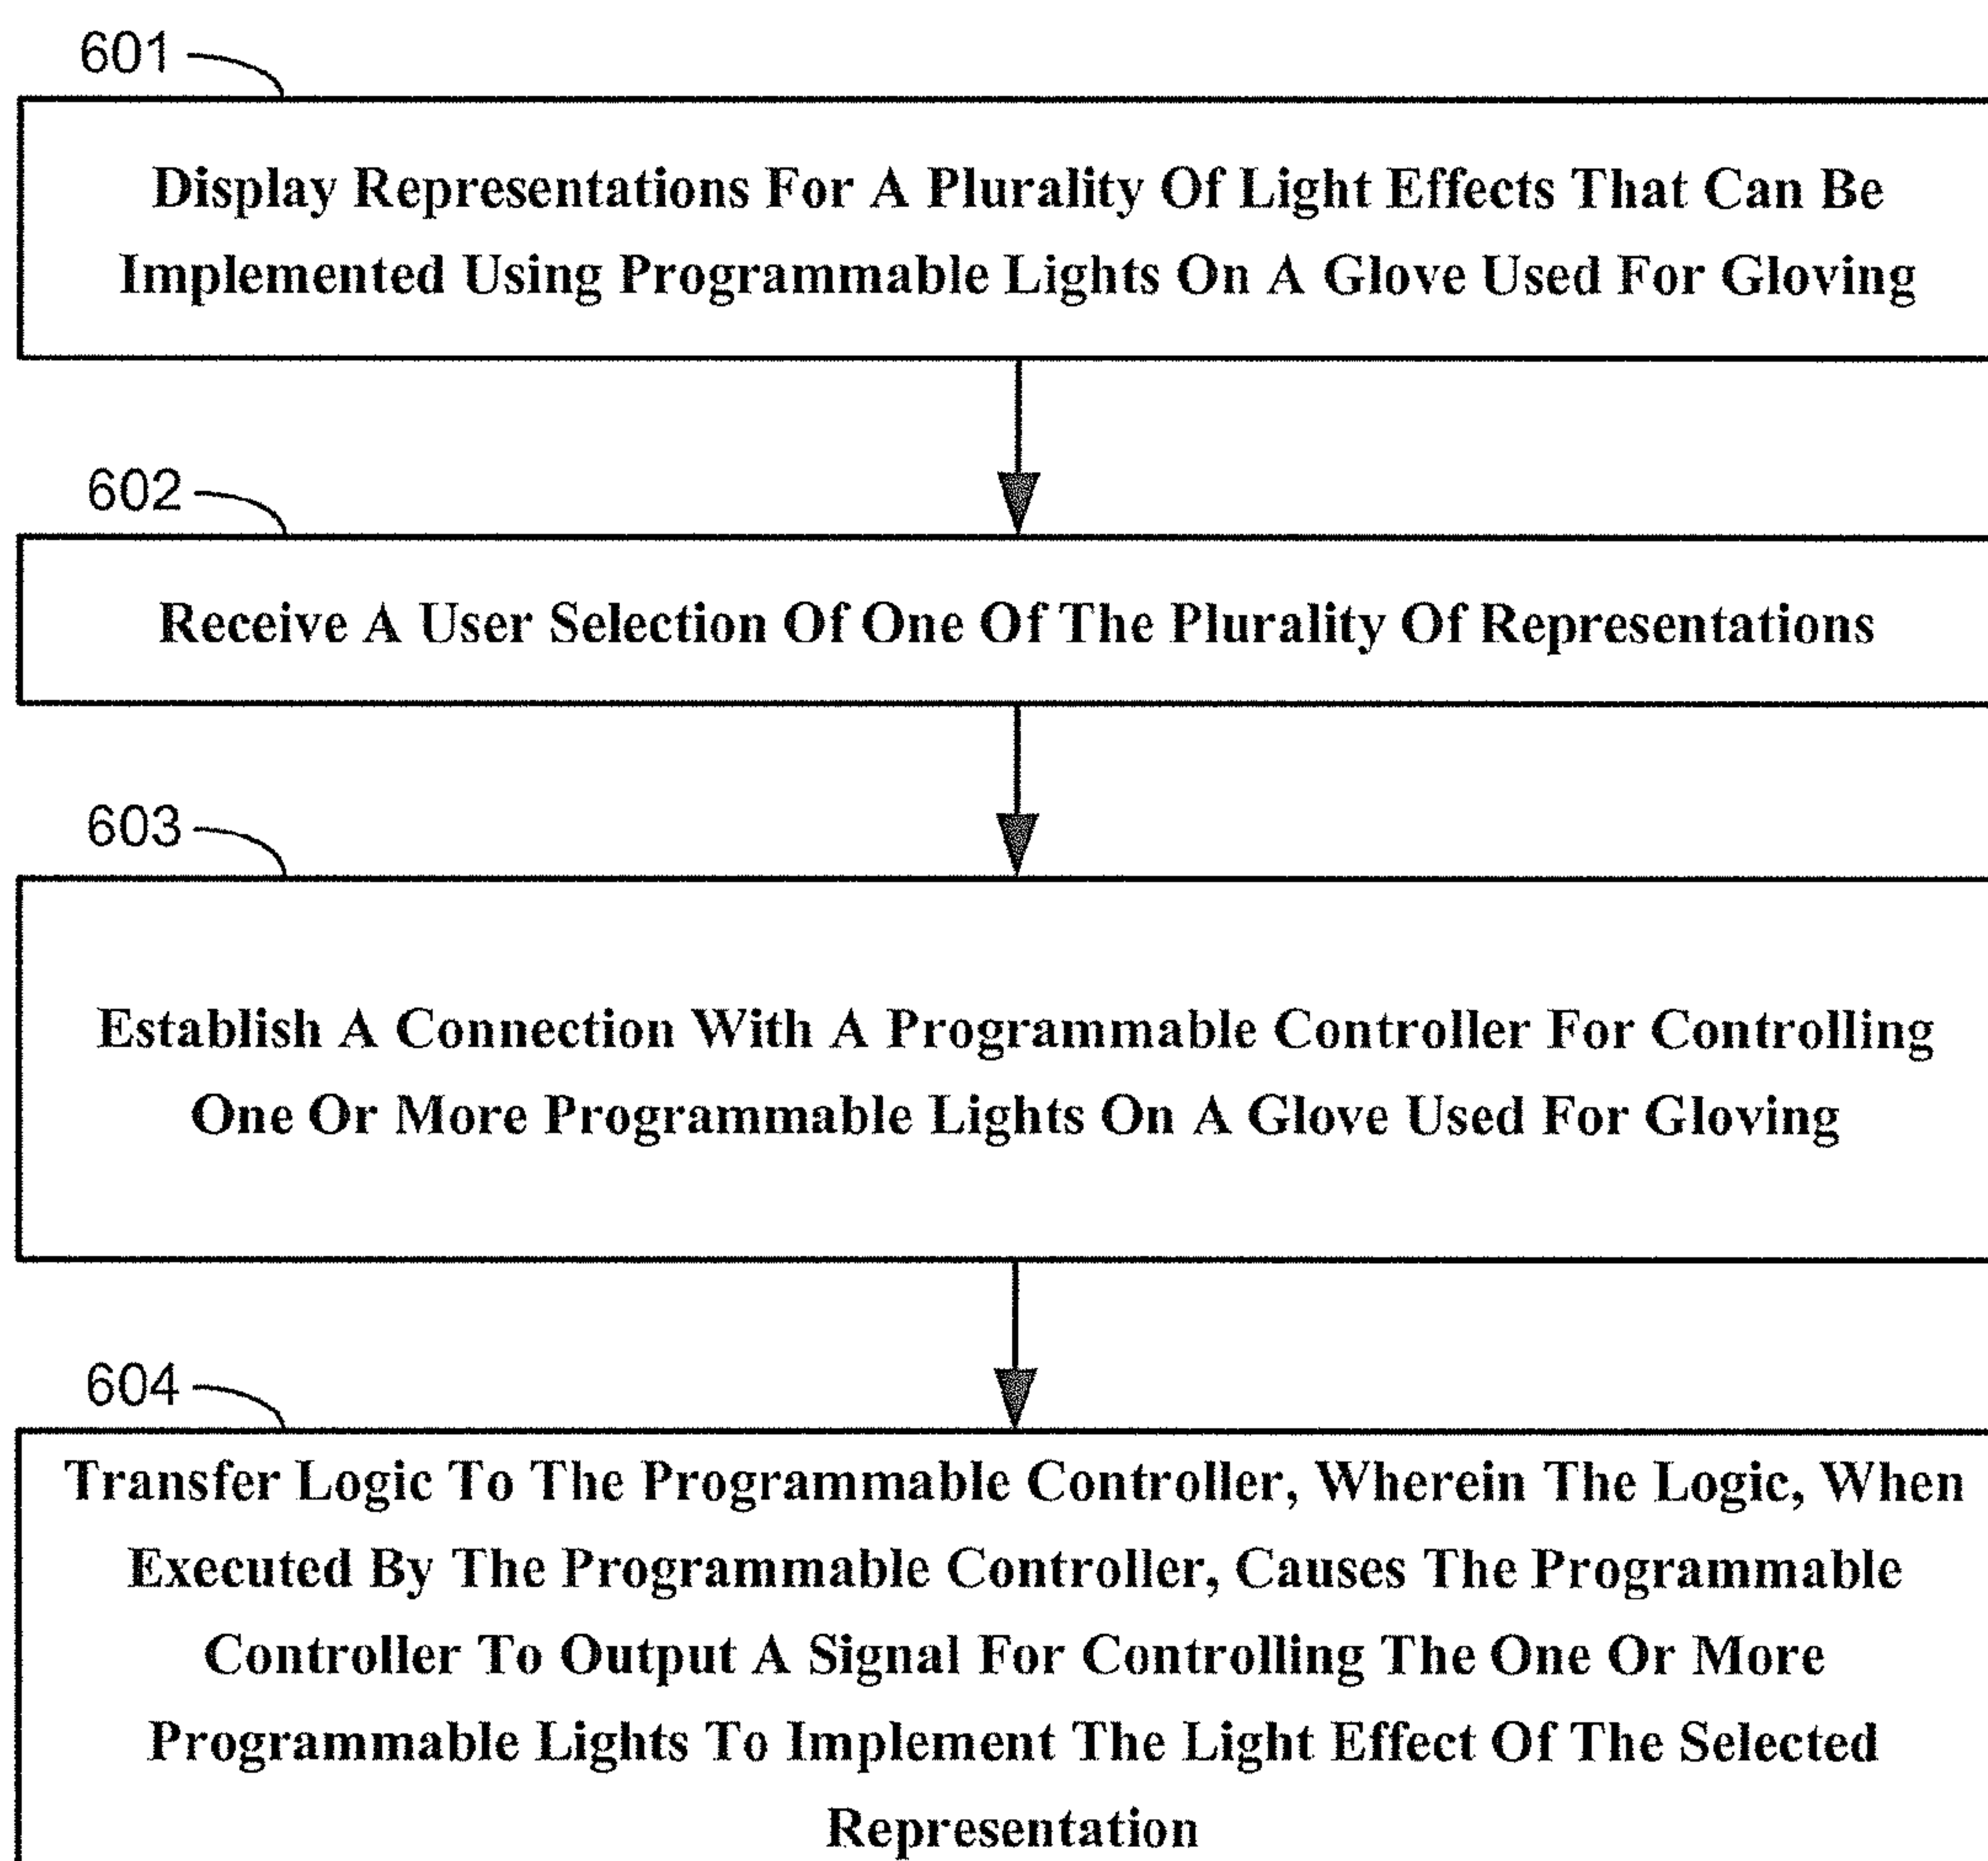 601
Display Representations For A Plurality Of Light Effects That Can Be
Implemented Using Programmable Lights On A Glove Used For Gloving
602
Receive A User Selection Of One Of The Plurality Of Representations
603
Establish A Connection With A Programmable Controller For Controlling
One Or More Programmable Lights On A Glove Used For Gloving
604
Transfer Logic To The Programmable Controller, Wherein The Logic, When
Executed By The Programmable Controller, Causes The Programmable
Controller To Output A Signal For Controlling The One Or More
Programmable Lights To Implement The Light Effect Of The Selected
Representation